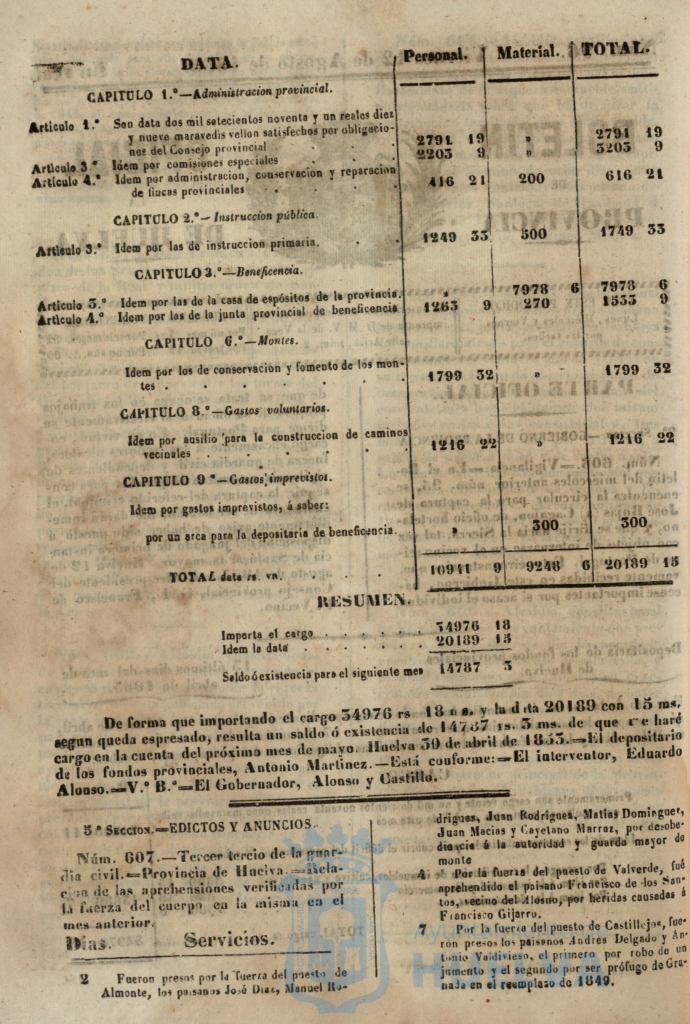 DATA. Personal. Material. TOTAL.
CAPITULO 1.º—Administracion provincial.
Artículo 1.º Son data dos mil setecientos noventa y un reales diez
y nueve maravedis vellon satisfechos por obligacio-
nes del Consejo provincial . . 2791 19 » 2791 19
Artículo 3º Idem por comisiones especiales . . . 2203 9 » 3203 9
Artículo 4.º Idem por administracion, conservacion y reparacion
de fincas provinciales . . . . 416 21 200 616 21
CAPITULO 2.º—Instruccion pública.
Artículo 3.º Idem por las de instruccion primaria. . . . 1249 33 500 1749 33
CAPITULO 3.º—Beneficencia.
Artículo 3.º Idem por las de la casa de espósitos de la provincia. » 7978 6 7978 6
Artículo 4.º Idem por las de la junta provincial de beneficencia 1263 9 270 1533 9
CAPITULO 6.º—Montes.
Idem por los de conservacion y fomento de los mon-
tes . . . . . . 1799 32 » 1799 32
CAPITULO 8.º—Gastos voluntarios.
Idem por ausilio para la construccion de caminos
vecinales . . . . . 1216 22 » 1216 22
CAPITULO 9º—Gastos imprevistos.
Idem por gastos imprevistos, á saber:
por un arca para la depositaria de beneficencia. » 300 300
TOTAL data rs. vn. . . . . 10941 9 9248 6 20189 15
RESUMEN.
Importa el cargo . . . . . . 34976 18
Idem la data . . . . . . . 20189 15
Saldo ó existencia para el siguiente mes 14787 3
De forma que importando el cargo 34976 rs 18 ms. y la data 20189 con 15 ms.
segun queda espresado, resulta un saldo ó existencia de 14787 rs. 3 ms. de que me haré
cargo en la cuenta del próximo mes de mayo. Huelva 30 de abril de 1853.=El depositario
de los fondos provinciales, Antonio Martinez.—Está conforme:=El interventor, Eduardo
Alonso.=V.º B.º=El Gobernador, Alonso y Castillo.
5ª SECCION.=EDICTOS Y ANUNCIOS.
Núm. 607.—Tercer tercio de la guar-
dia civil.=Provincia de Huelva.=Rela-
cion de las aprehensiones verificadas por
la fuerza del cuerpo en la misma en el
mes anterior.
Dias. Servicios.
2 Fueron presos por la fuerza del puesto de
Almonte, los paisanos José Diaz, Manuel Ro-
drigues, Juan Rodriguez, Matias Dominguez,
Juan Macias y Cayetano Marraz, por desobe-
diencia á la autoridad y guarda mayor de
monte
4 Por la fuerza del puesto de Valverde, fué
aprehendido el paisano Francisco de los San-
tos, vecino del Alosno, por heridas causadas á
Francisco Gijarro.
7 Por la fuerza del puesto de Castillejos, fue-
ron presos los paisanos Andres Delgado y An-
tonio Valdivieso, el primero por robo de un
jumento y el segundo por ser prófugo de Gra-
nada en el reemplazo de 1849.